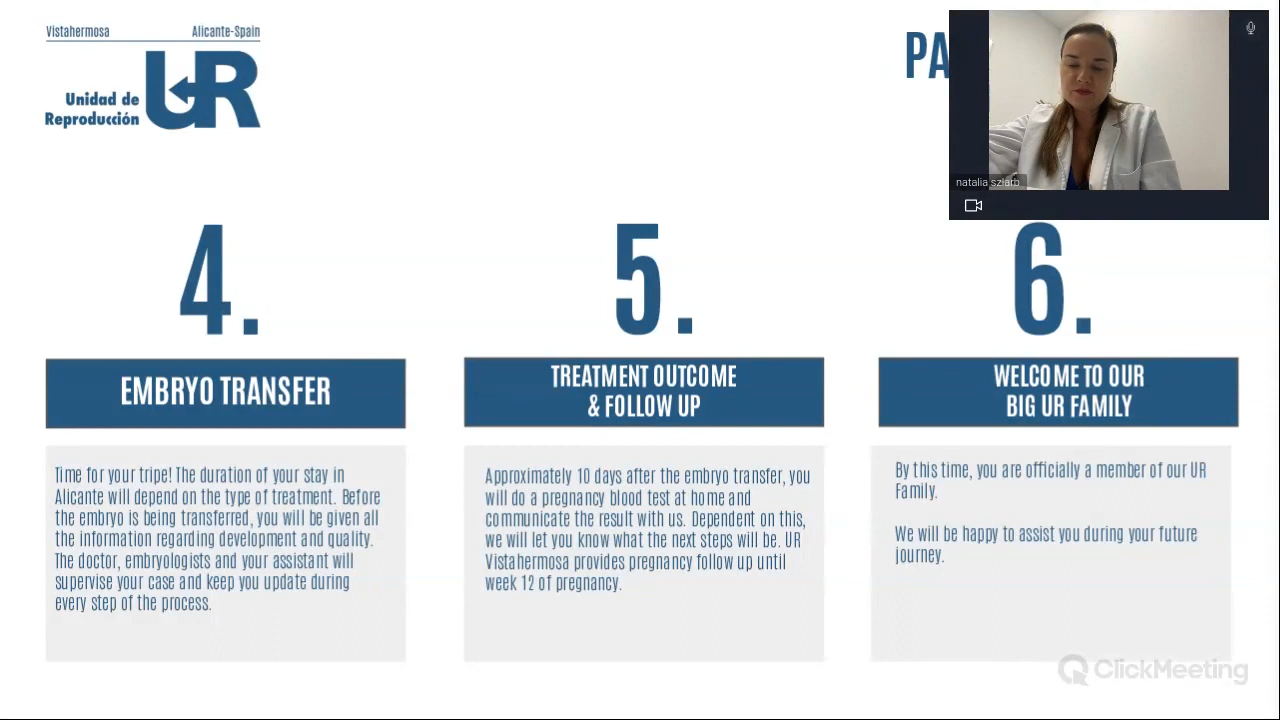 Vistahermosa Alicante-Spain
UR
Unidad de
Reproducción
PA
natalia szlarb
4.
EMBRYO TRANSFER
Time for your tripe! The duration of your stay in
Alicante will depend on the type of treatment. Before
the embryo is being transferred, you will be given all
the information regarding development and quality.
The doctor, embryologists and your assistant will
supervise your case and keep you update during
every step of the process.
5.
TREATMENT OUTCOME
& FOLLOW UP
Approximately 10 days after the embryo transfer, you
will do a pregnancy blood test at home and
communicate the result with us. Dependent on this,
we will let you know what the next steps will be. UR
Vistahermosa provides pregnancy follow up until
week 12 of pregnancy.
6.
WELCOME TO OUR
BIG UR FAMILY
By this time, you are officially a member of our UR
Family.
We will be happy to assist you during your future
journey.
ClickMeeting